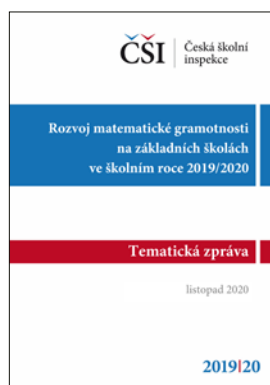 ČŠI
Česká školní
inspekce
Rozvoj matematické gramotnosti
na základních školách
ve školním roce 2019/2020
Tematická zpráva
listopad 2020
2019|20